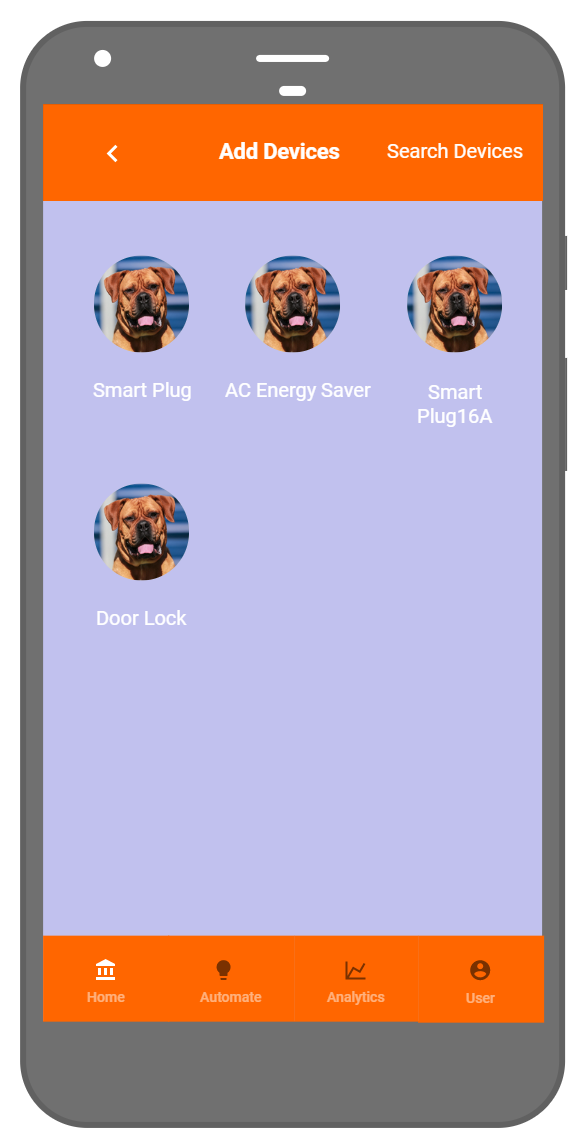 Add Devices
Search Devices
Smart Plug
AC Energy Saver
Smart
Plug16A
Door Lock
Home
Automate
Analytics
User